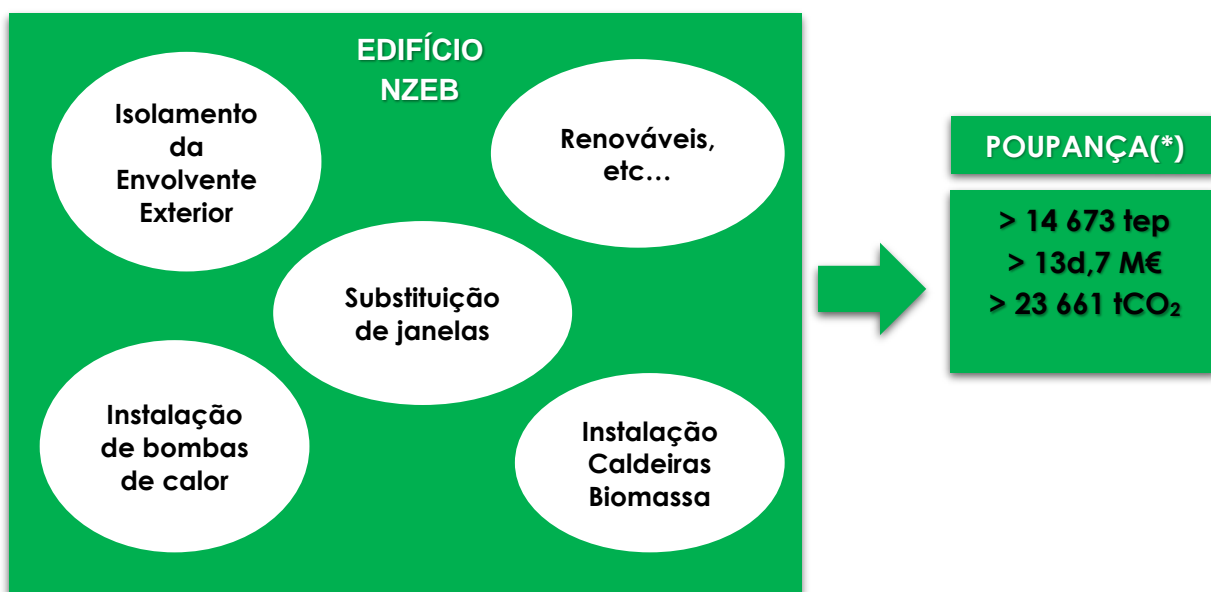 EDIFÍCIO
NZEB
Isolamento
da
Envolvente
Exterior
Renováveis,
etc…
Substituição
de janelas
Instalação
de bombas
de calor
Instalação
Caldeiras
Biomassa
POUPANÇA(*)
> 14 673 tep
> 13d,7 M€
> 23 661 tCO₂